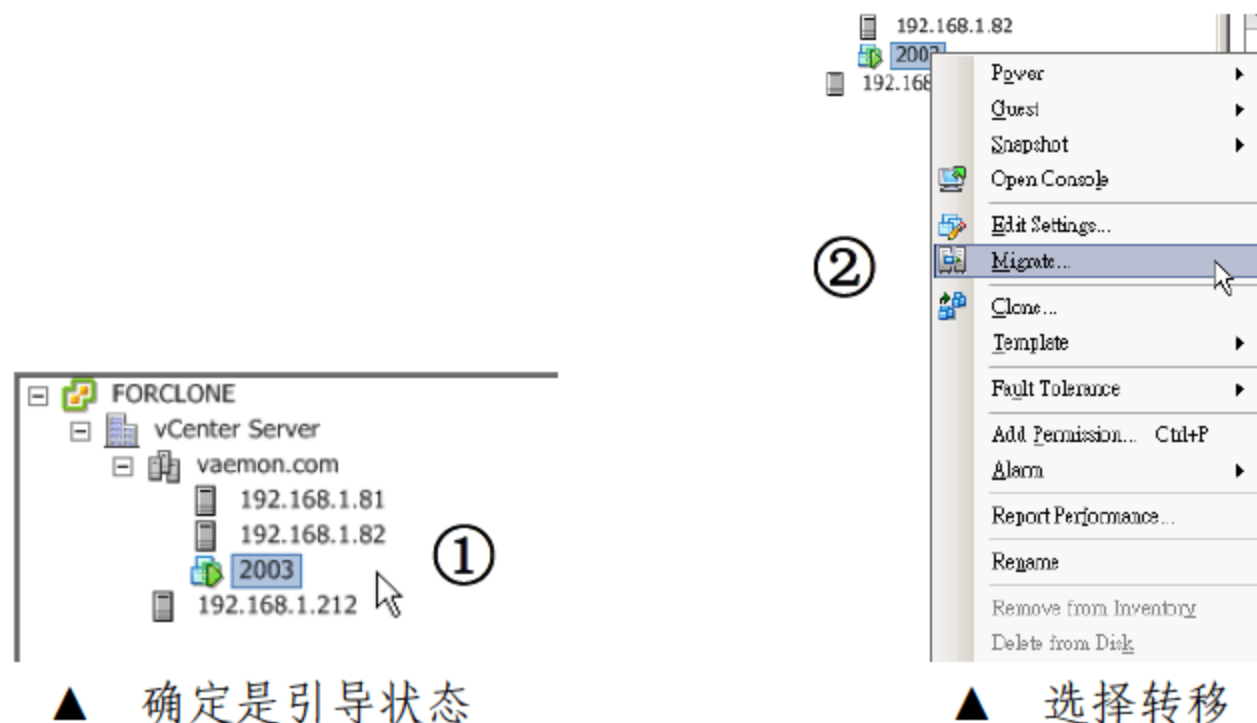 FORCLONE
vCenter Server
vaemon.com
192.168.1.81
192.168.1.82
2003
192.168.1.212
①
▲ 确定是引导状态
192.168.1.82
200
192.168
②
Power
Guest
Snapshot
Open Console
Edit Settings...
Migrate...
Clone...
Template
Fault Tolerance
Add Permission... Ctrl+P
Alarm
Report Performance...
Rename
Remove from Inventory
Delete from Disk
▲ 选择转移